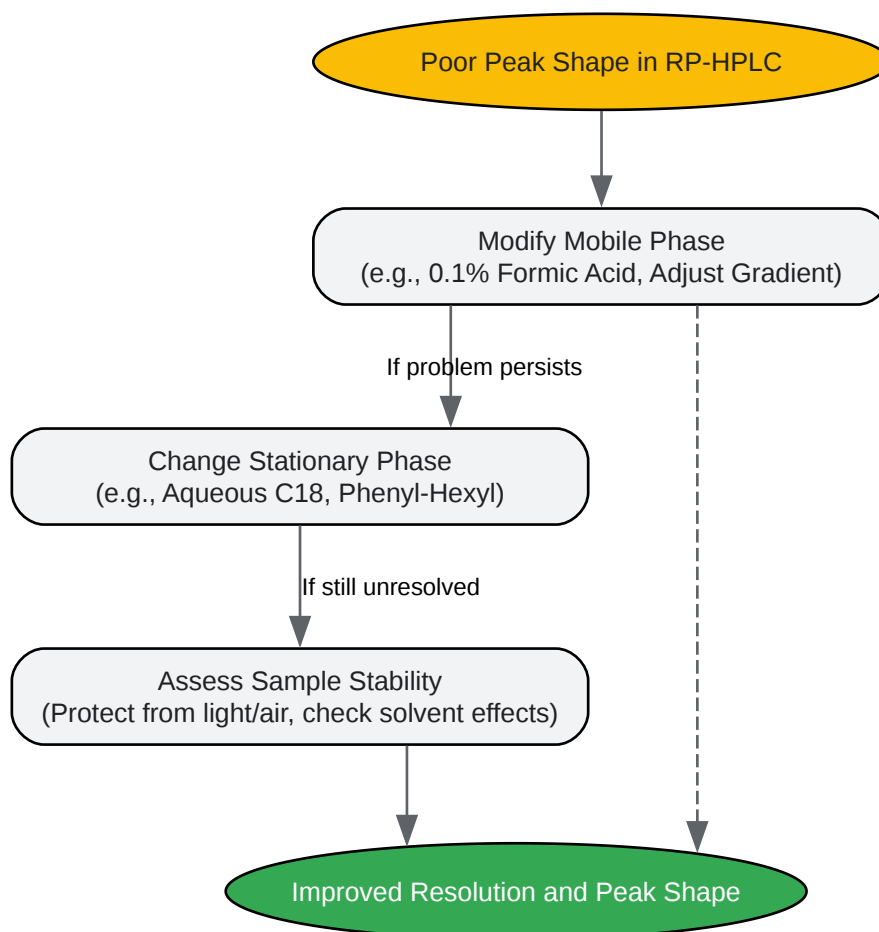 Poor Peak Shape in RP-HPLC
Modify Mobile Phase
(e.g., 0.1% Formic Acid, Adjust Gradient)
If problem persists
Change Stationary Phase
(e.g., Aqueous C18, Phenyl-Hexyl)
If still unresolved
Assess Sample Stability
(Protect from light/air, check solvent effects)
Improved Resolution and Peak Shape